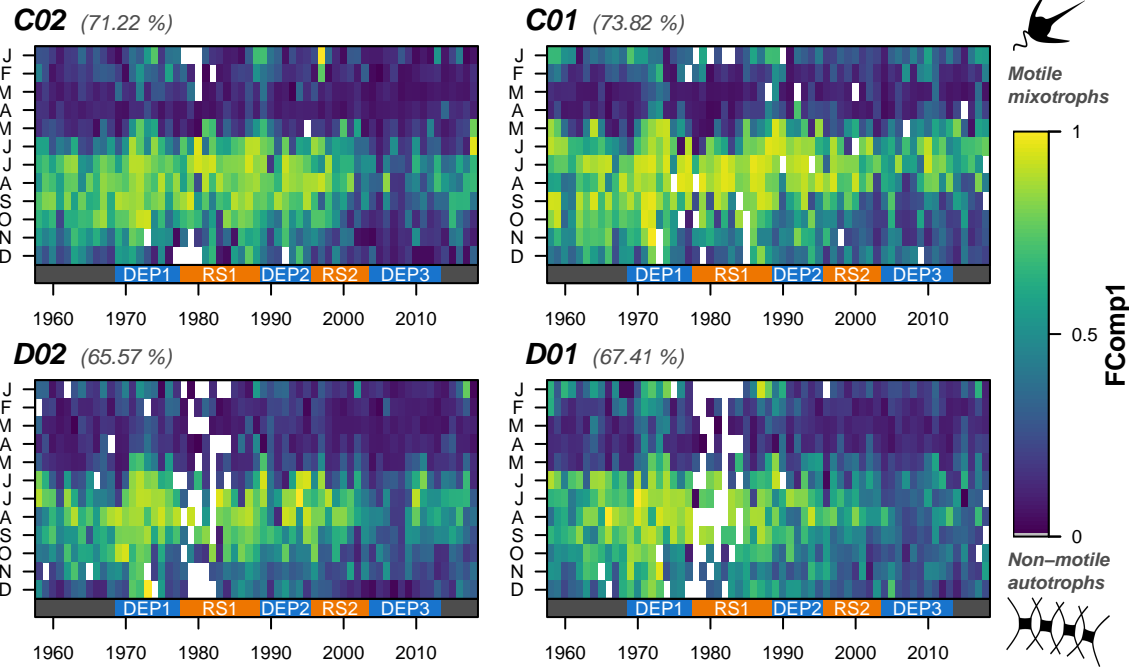 C02 (71.22 %)
J
F
M
A
M
J
J
A
S
O
N
D
DEP1 RS1 DEP2 RS2 DEP3
1960 1970 1980 1990 2000 2010
C01 (73.82 %)
J
F
M
A
M
J
J
A
S
O
N
D
DEP1 RS1 DEP2 RS2 DEP3
1960 1970 1980 1990 2000 2010
D02 (65.57 %)
J
F
M
A
M
J
J
A
S
O
N
D
DEP1 RS1 DEP2 RS2 DEP3
1960 1970 1980 1990 2000 2010
D01 (67.41 %)
J
F
M
A
M
J
J
A
S
O
N
D
DEP1 RS1 DEP2 RS2 DEP3
1960 1970 1980 1990 2000 2010
Motile
mixotrophs
1
0.5
0
FComp1
Non−motile
autotrophs